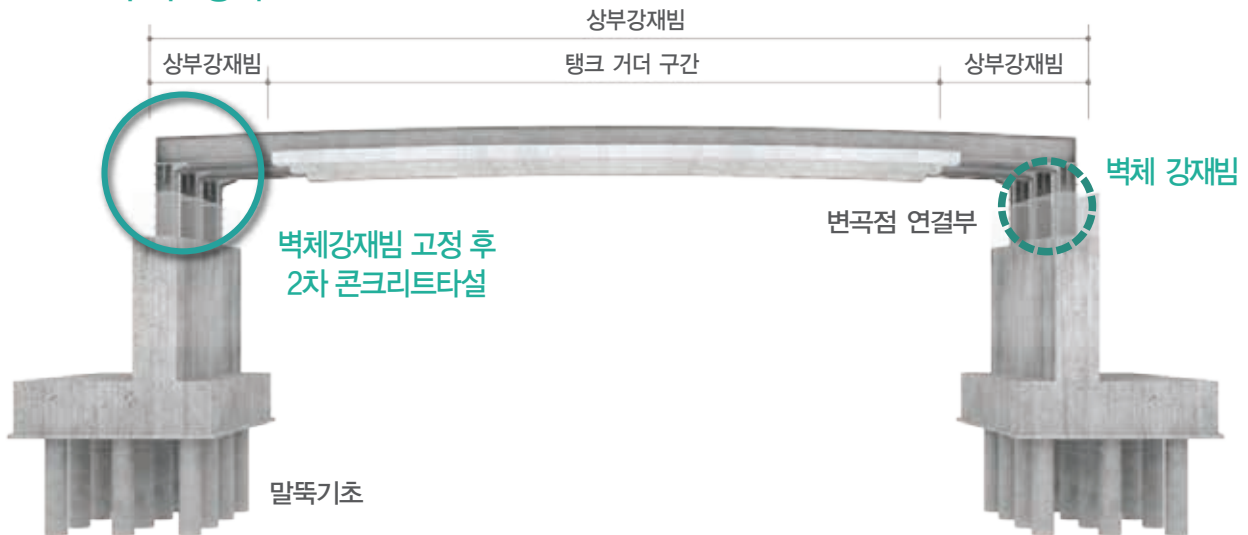 상부강재빔
상부강재빔
탱크 거더 구간
상부강재빔
벽체 강재빔
변곡점 연결부
벽체강재빔 고정 후
2차 콘크리트타설
말뚝기초